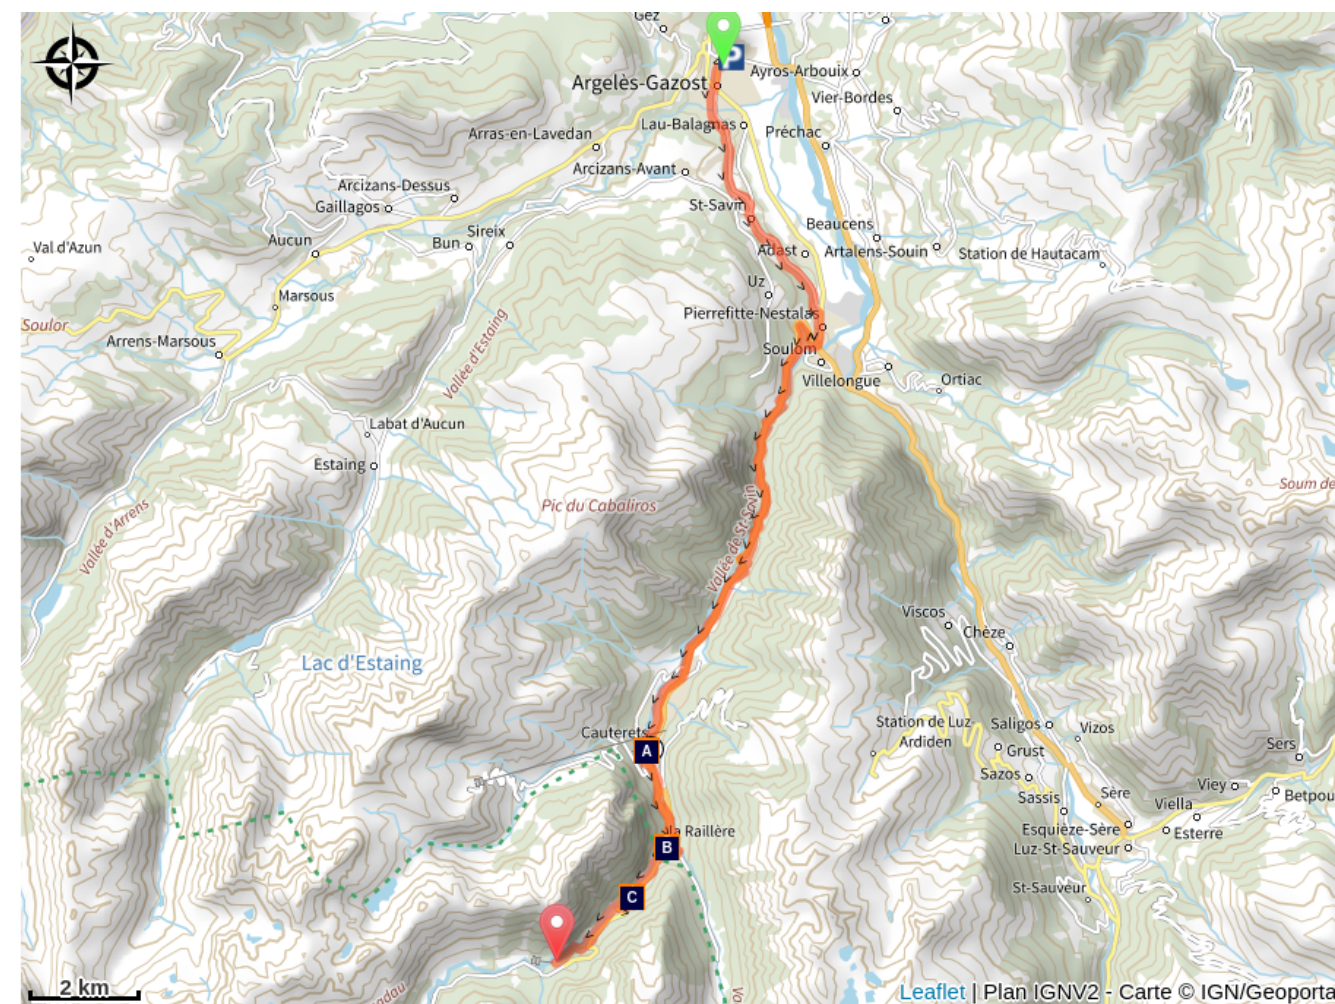 Gez
P
Ayros-Arbouix
Argelès-Gazost
Vier-Bordes
Lau-Balagnas
Préchac
Arras-en-Lavedan
Arcizans-Avant
Arcizans-Dessus
Gaillagos
St-Savin
Beaucens
Sireix
Aucun
Bun
Val d'Azun
Adast
Artalens-Souin
Station de Hautacam
Uz
Marsous
Soulor
Pierrefitte-Nestalas
Arrens-Marsous
Vallée d'Estaing
Soulom
Villelongue
Ortiac
Labat d'Aucun
Estaing
Soum de
Pic du Cabaliros
Vallée d'Arrens
Vallée de St-Savin
Viscos
Chèze
Lac d'Estaing
Station de Luz-
Ardiden
Saligos
Vizos
Cauterets
A
Grust
Sers
Sazos
Viey
Betpou
Sassis
Sère
Viella
la Raillère
Esquièze-Sère
Esterre
B
Luz-St-Sauveur
St-Sauveur
C
2 km
adau
Leaflet | Plan IGNV2 - Carte © IGN/Geoporta